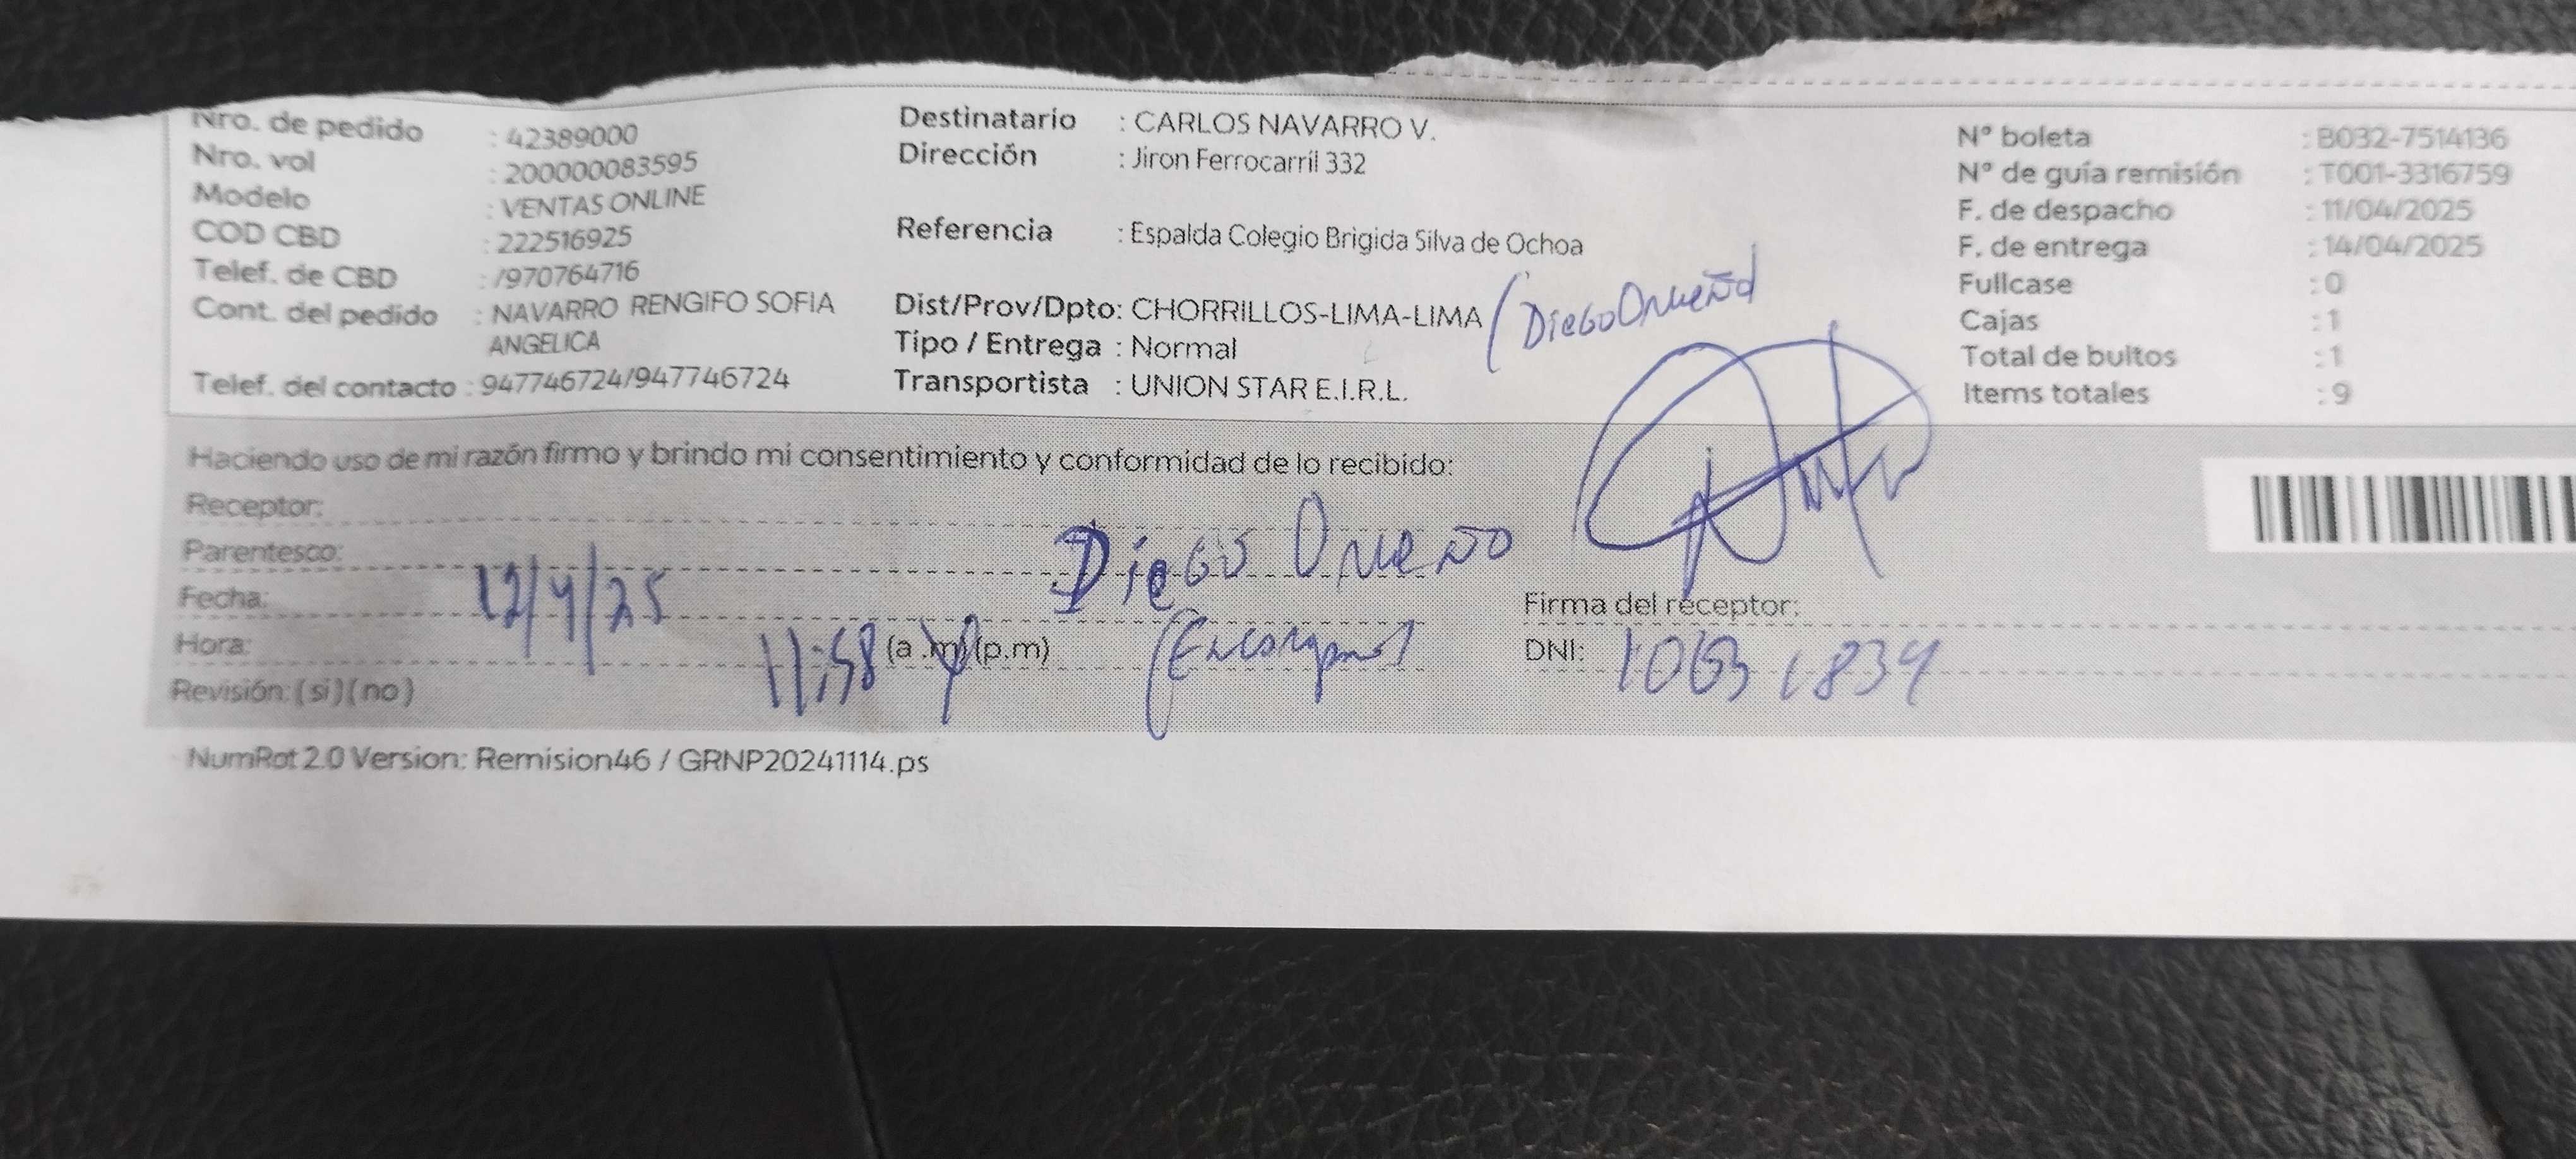 Nro. de pedido : 42389000
Nro. vol : 200000083595
Modelo : VENTAS ONLINE
COD CBD : 222516925
Telef. de CBD : /970764716
Cont. del pedido : NAVARRO RENGIFO SOFIA
ANGELICA
Telef. del contacto : 947746724/947746724
Destinatario : CARLOS NAVARRO V.
Dirección : Jiron Ferrocarril 332
Referencia : Espalda Colegio Brigida Silva de Ochoa
Dist/Prov/Dpto: CHORRILLOS-LIMA-LIMA (Diego Ormeño)
Tipo / Entrega : Normal
Transportista : UNION STAR E.I.R.L.
N° boleta : B032-7514136
N° de guía remisión : T001-3316759
F. de despacho : 11/04/2025
F. de entrega : 14/04/2025
Fullcase : 0
Cajas : 1
Total de bultos : 1
Items totales : 9
Haciendo uso de mi razón firmo y brindo mi consentimiento y conformidad de lo recibido:
Receptor:
Parentesco: Diego Ormeño
Fecha: 12/4/25
Firma del receptor:
Hora: 11:58 (a .m) (p.m)
DNI:
Revisión: ( si ) ( no )
NumRot 2.0 Version: Remision46 / GRNP20241114.ps